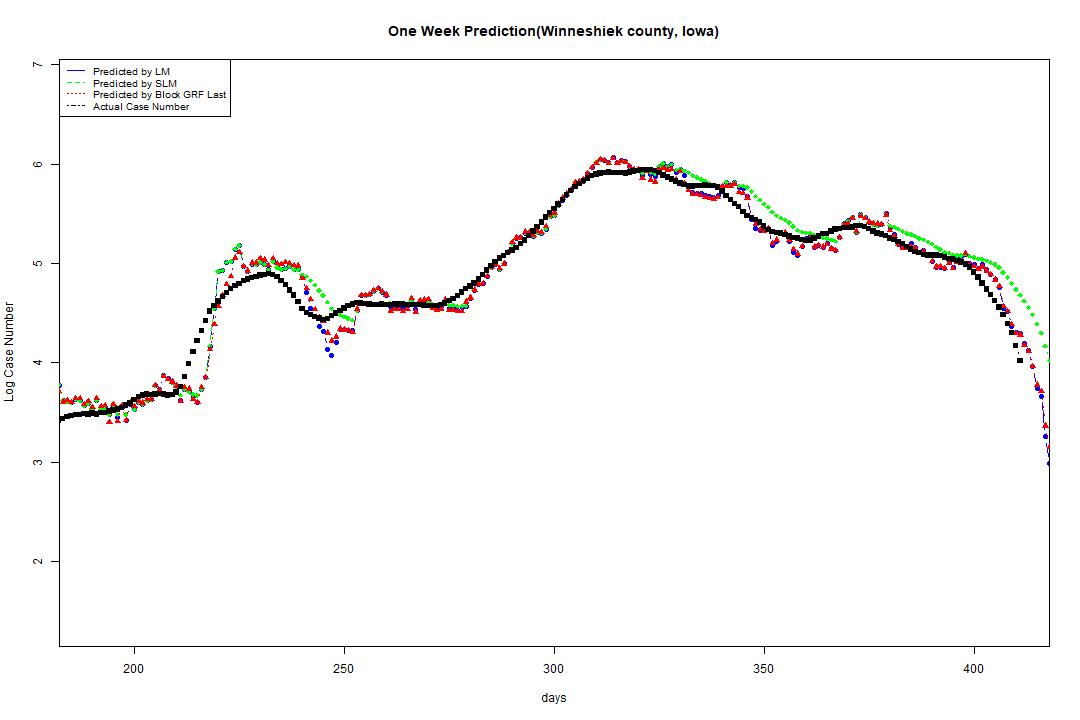 One Week Prediction(Winneshiek county, Iowa)
Predicted by LM
Predicted by SLM
Predicted by Block GRF Last
Actual Case Number
7
6
5
4
3
2
Log Case Number
200 250 300 350 400
days